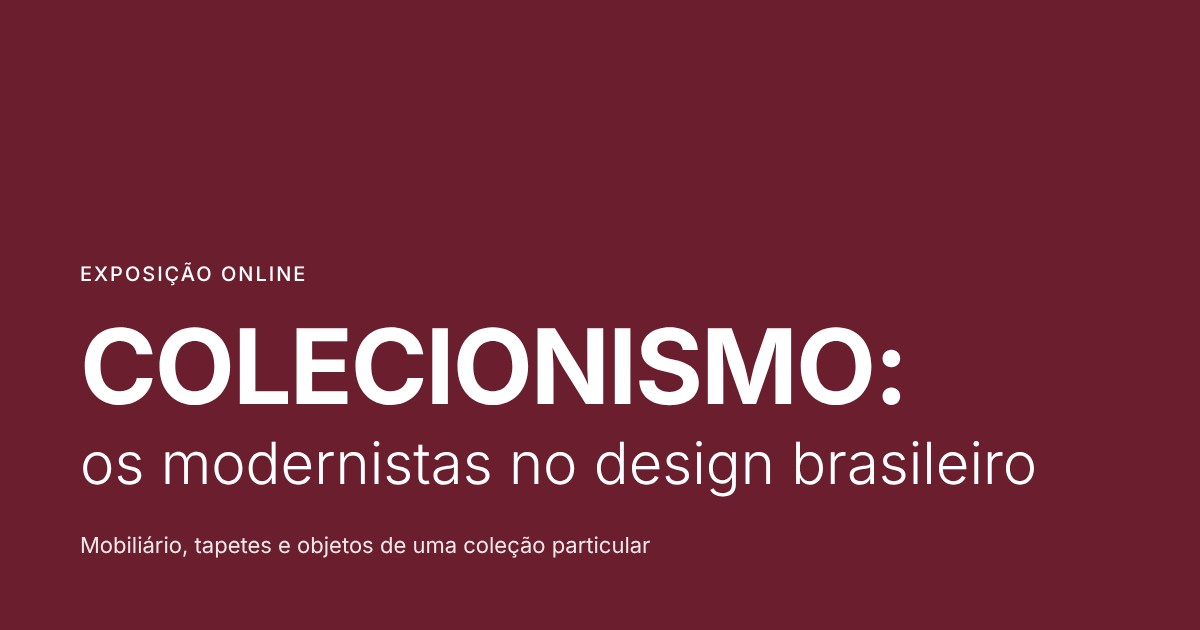 EXPOSIÇÃO ONLINE
COLECIONISMO:
os modernistas no design brasileiro
Mobiliário, tapetes e objetos de uma coleção particular